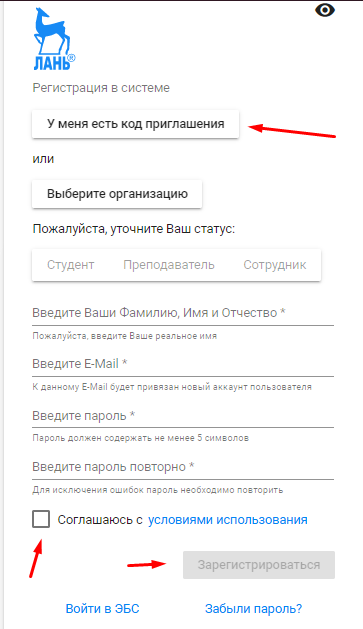 ЛАНЬ®
Регистрация в системе
У меня есть код приглашения
или
Выберите организацию
Пожалуйста, уточните Ваш статус:
Студент Преподаватель Сотрудник
Введите Ваши Фамилию, Имя и Отчество *
Пожалуйста, введите Ваше реальное имя
Введите E-Mail *
К данному E-Mail будет привязан новый аккаунт пользователя
Введите пароль *
Пароль должен содержать не менее 5 символов
Введите пароль повторно *
Для исключения ошибок пароль необходимо повторить
Соглашаюсь с условиями использования
Зарегистрироваться
Войти в ЭБС Забыли пароль?